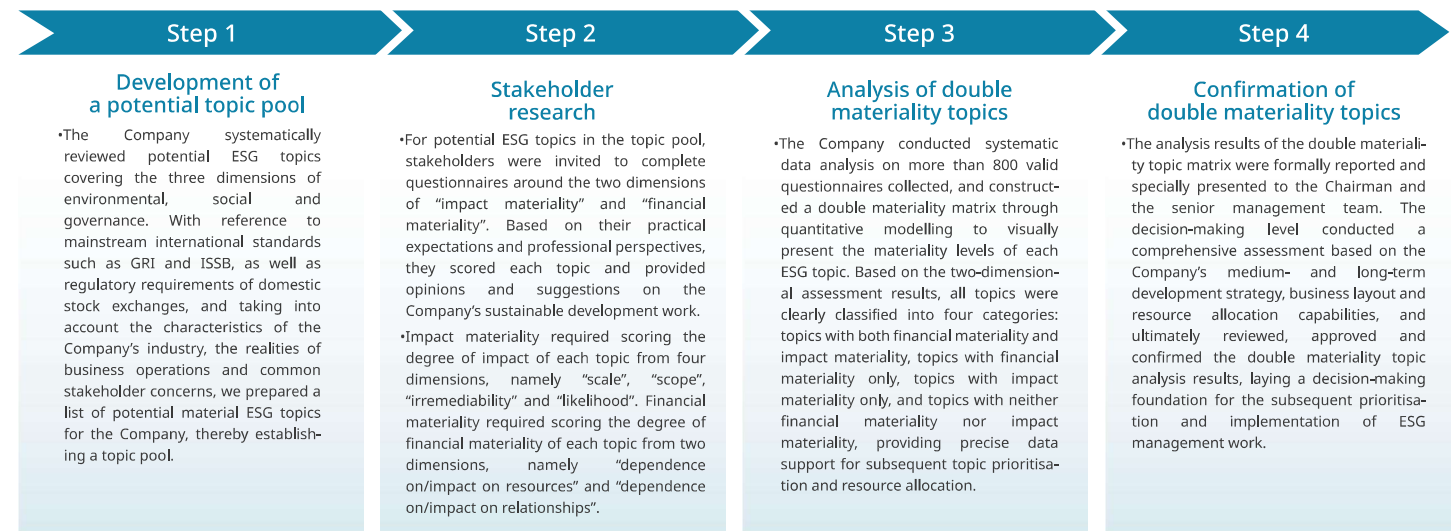 Step 1
Development of
a potential topic pool
•The Company systematically
reviewed potential ESG topics
covering the three dimensions of
environmental, social and
governance. With reference to
mainstream international standards
such as GRI and ISSB, as well as
regulatory requirements of domestic
stock exchanges, and taking into
account the characteristics of the
Company's industry, the realities of
business operations and common
stakeholder concerns, we prepared a
list of potential material ESG topics
for the Company, thereby establish-
ing a topic pool.
Step 2
Stakeholder
research
•For potential ESG topics in the topic pool,
stakeholders were invited to complete
questionnaires around the two dimensions
of “impact materiality” and “financial
materiality”. Based on their practical
expectations and professional perspectives,
they scored each topic and provided
opinions and suggestions on the
Company's sustainable development work.
•Impact materiality required scoring the
degree of impact of each topic from four
dimensions, namely “scale”, “scope”,
“irremediability” and “likelihood”. Financial
materiality required scoring the degree of
financial materiality of each topic from two
dimensions, namely “dependence
on/impact on resources” and “dependence
on/impact on relationships”.
Step 3
Analysis of double
materiality topics
•The Company conducted systematic
data analysis on more than 800 valid
questionnaires collected, and construct-
ed a double materiality matrix through
quantitative modelling to visually
present the materiality levels of each
ESG topic. Based on the two-dimension-
al assessment results, all topics were
clearly classified into four categories:
topics with both financial materiality and
impact materiality, topics with financial
materiality only, topics with impact
materiality only, and topics with neither
financial materiality nor impact
materiality, providing precise data
support for subsequent topic prioritisa-
tion and resource allocation.
Step 4
Confirmation of
double materiality topics
•The analysis results of the double materiali-
ty topic matrix were formally reported and
specially presented to the Chairman and
the senior management team. The
decision-making level conducted a
comprehensive assessment based on the
Company's medium- and long-term
development strategy, business layout and
resource allocation capabilities, and
ultimately reviewed, approved and
confirmed the double materiality topic
analysis results, laying a decision-making
foundation for the subsequent prioritisa-
tion and implementation of ESG
management work.